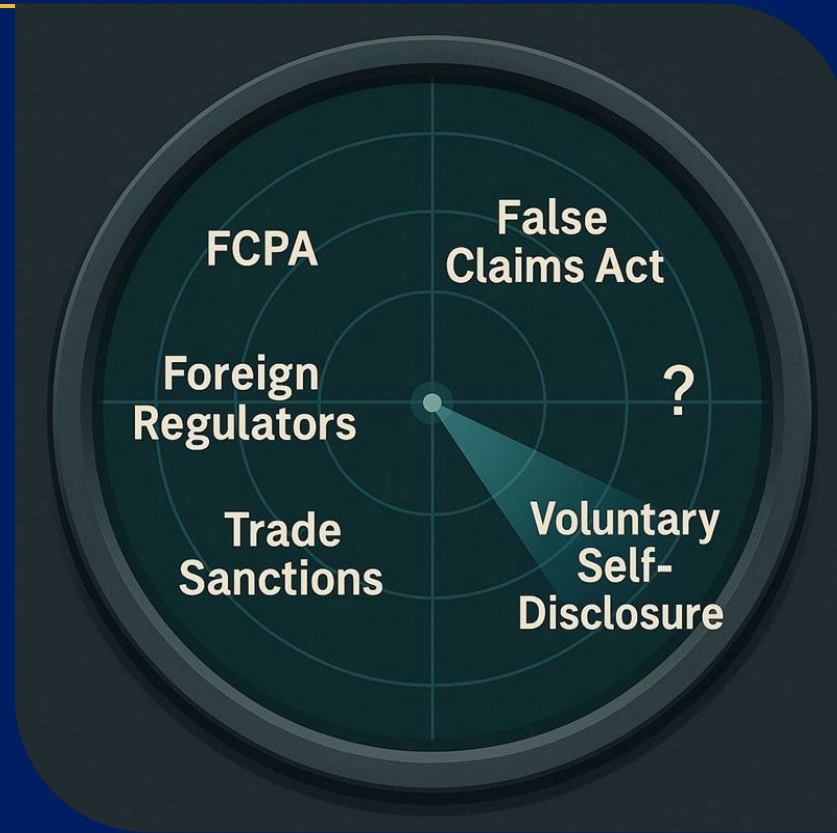 FCPA
False
Claims Act
Foreign
Regulators
?
Trade
Sanctions
Voluntary
Self-
Disclosure